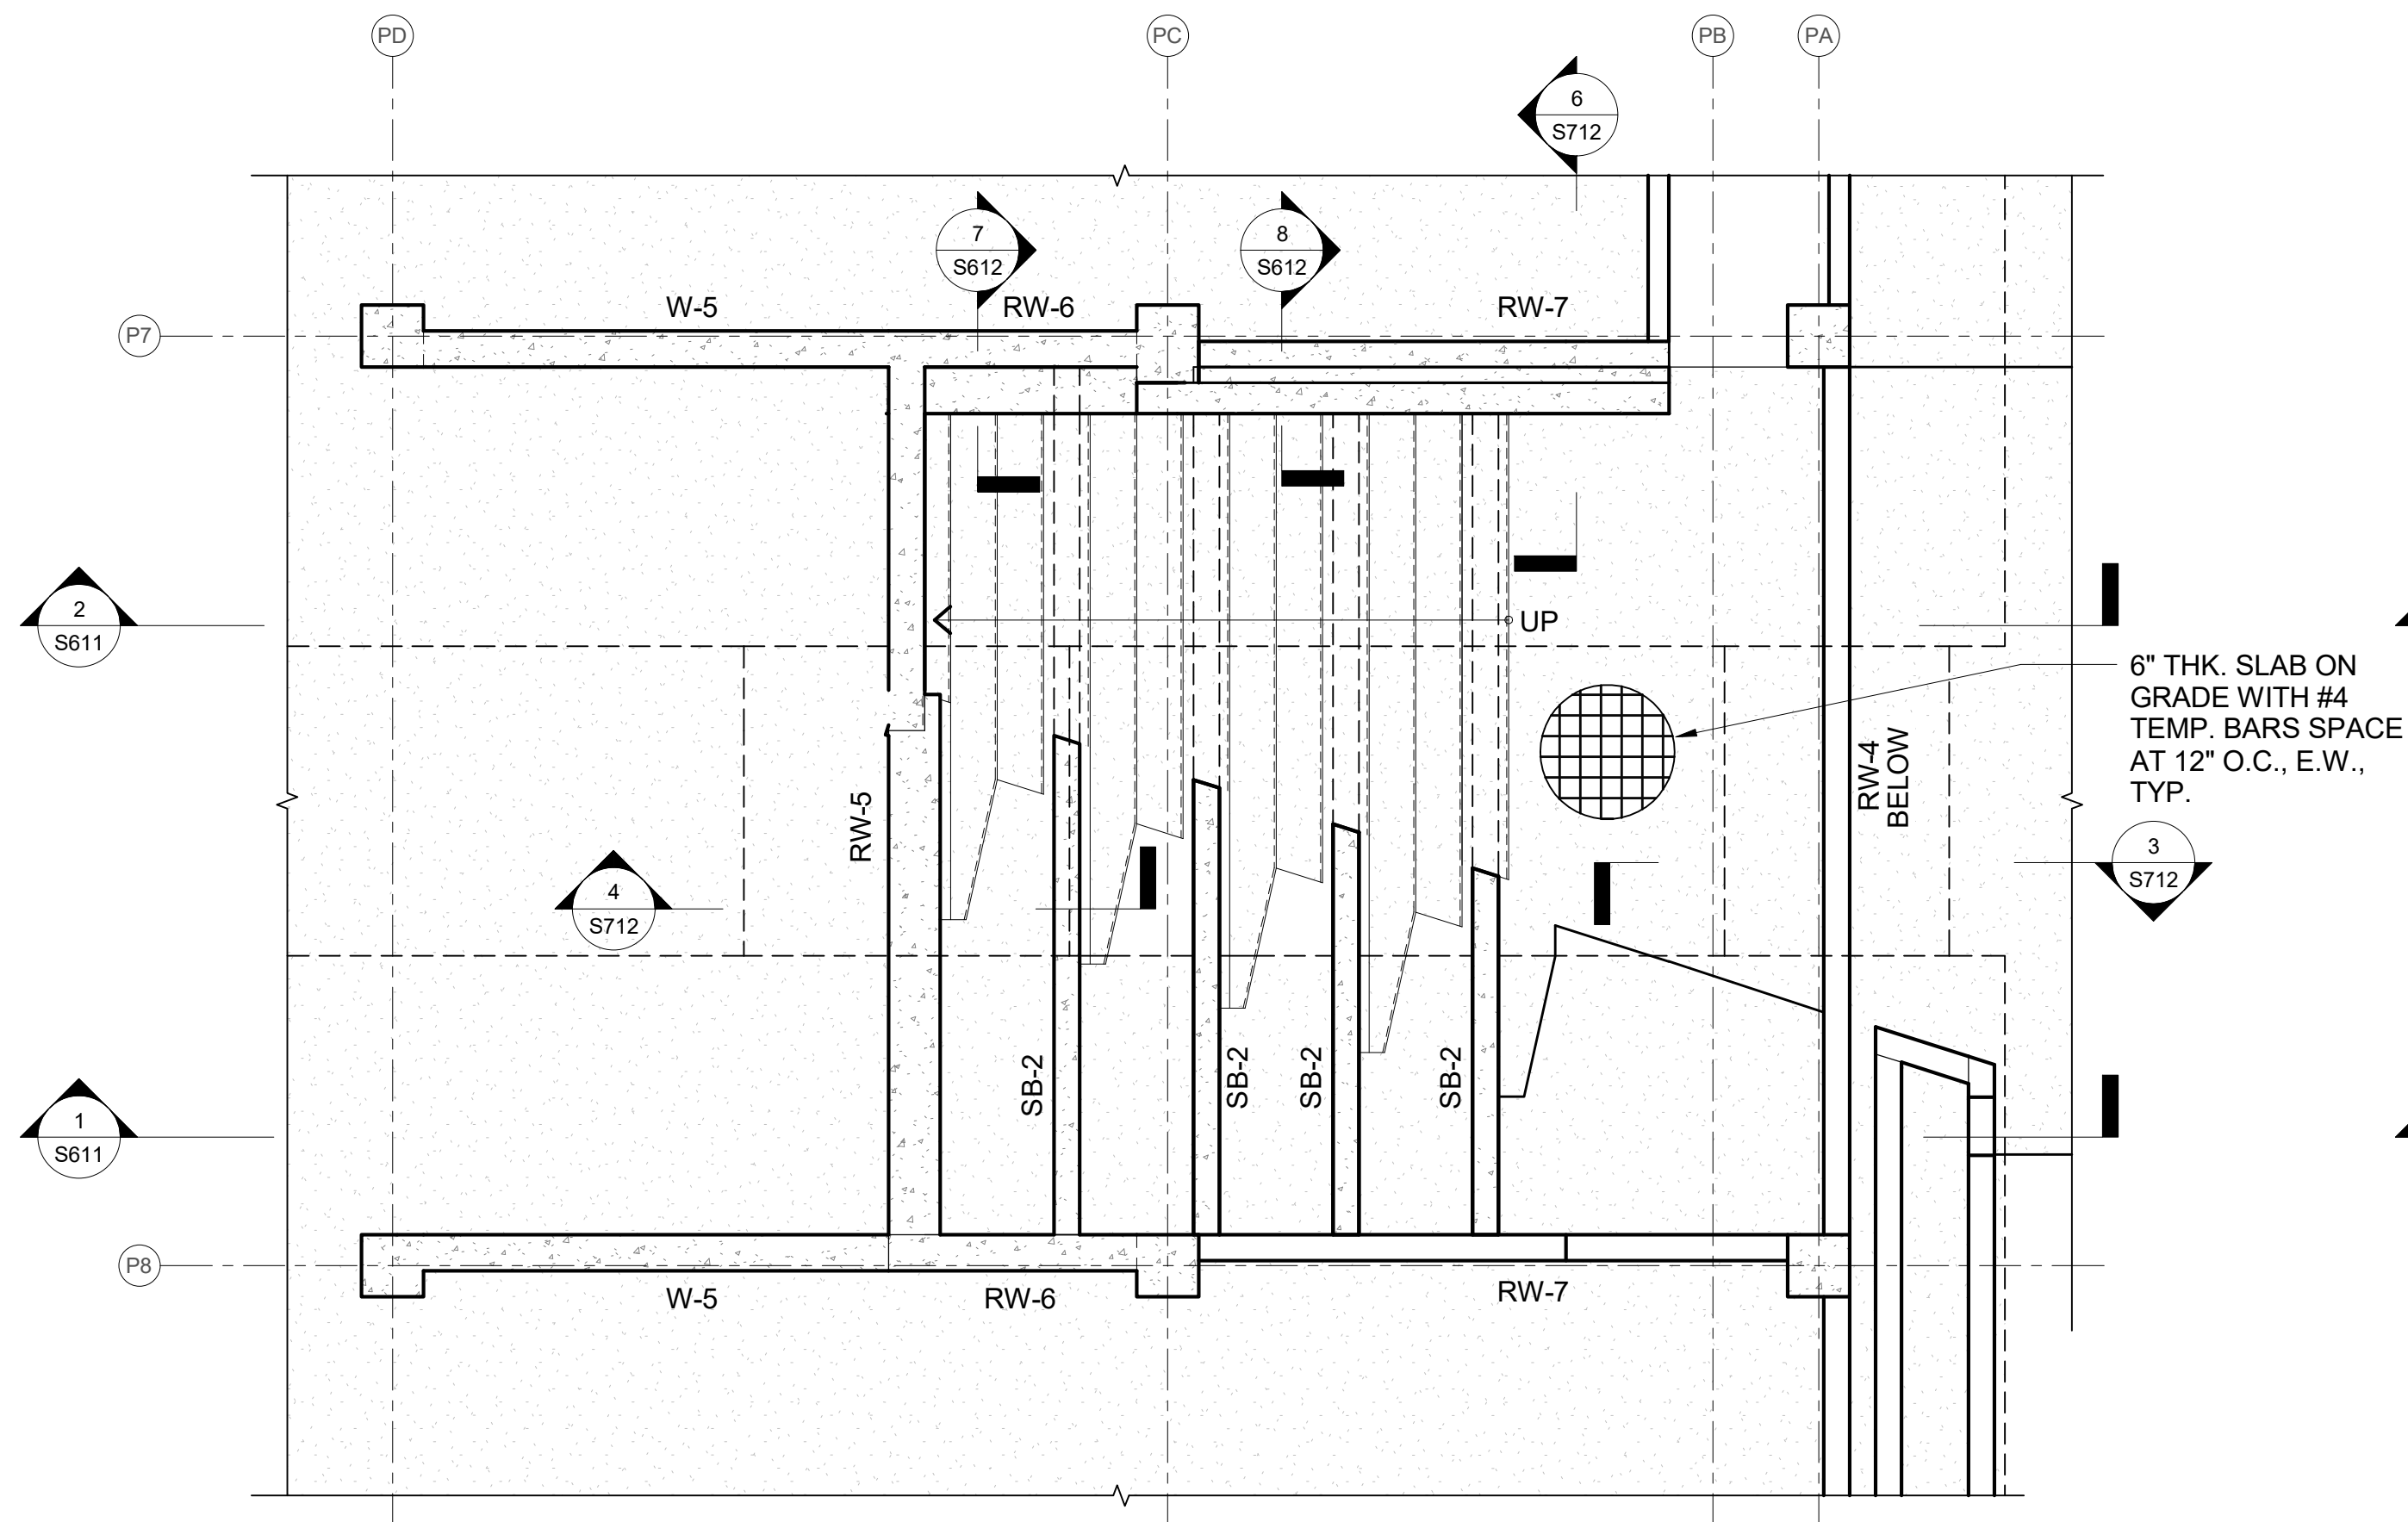 PD
PC
PB
PA
6
S712
7
S612
8
S612
W-5
RW-6
RW-7
P7
2
S611
UP
6" THK. SLAB ON
GRADE WITH #4
TEMP. BARS SPACE
AT 12" O.C., E.W.,
TYP.
RW-4
BELOW
RW-5
3
S712
4
S712
SB-2
SB-2
SB-2
SB-2
1
S611
P8
W-5
RW-6
RW-7